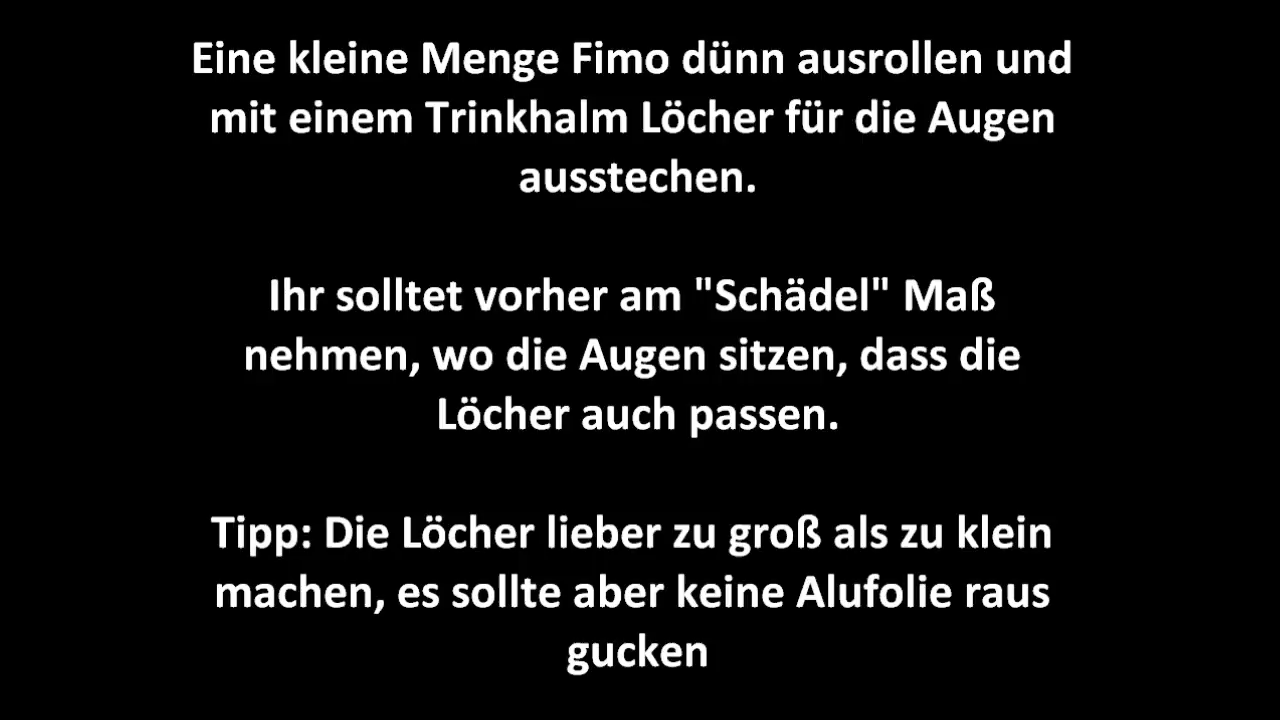 Eine kleine Menge Fimo dünn ausrollen und
mit einem Trinkhalm Löcher für die Augen
ausstechen.
Ihr solltet vorher am "Schädel" Maß
nehmen, wo die Augen sitzen, dass die
Löcher auch passen.
Tipp: Die Löcher lieber zu groß als zu klein
machen, es sollte aber keine Alufolie raus
gucken